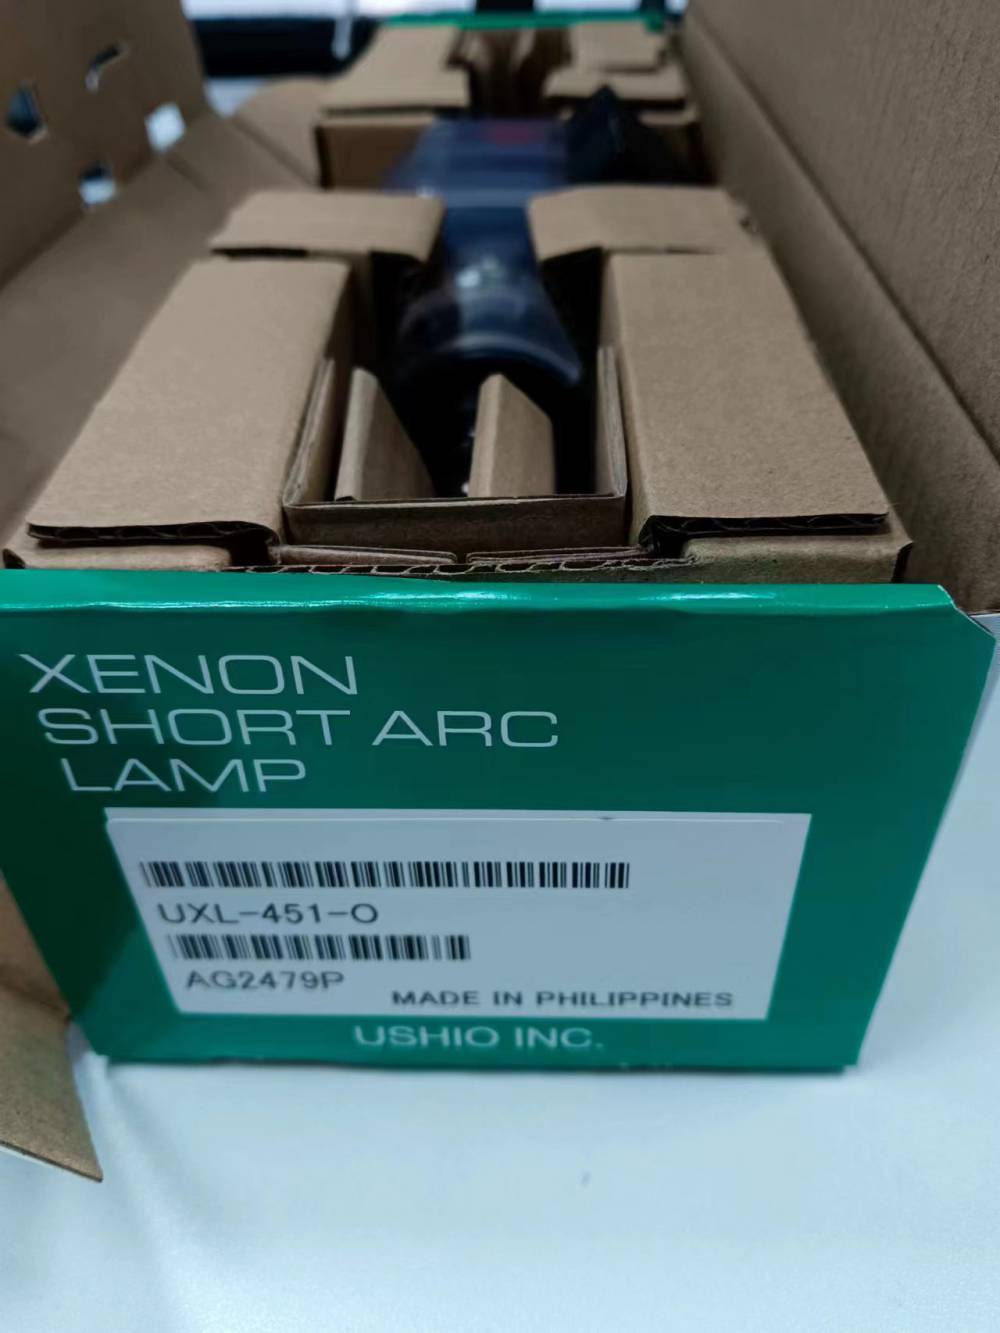 XENON
SHORT ARC
LAMP
UXL-451-O
AG2479P
MADE IN PHILIPPINES
USHIO INC.